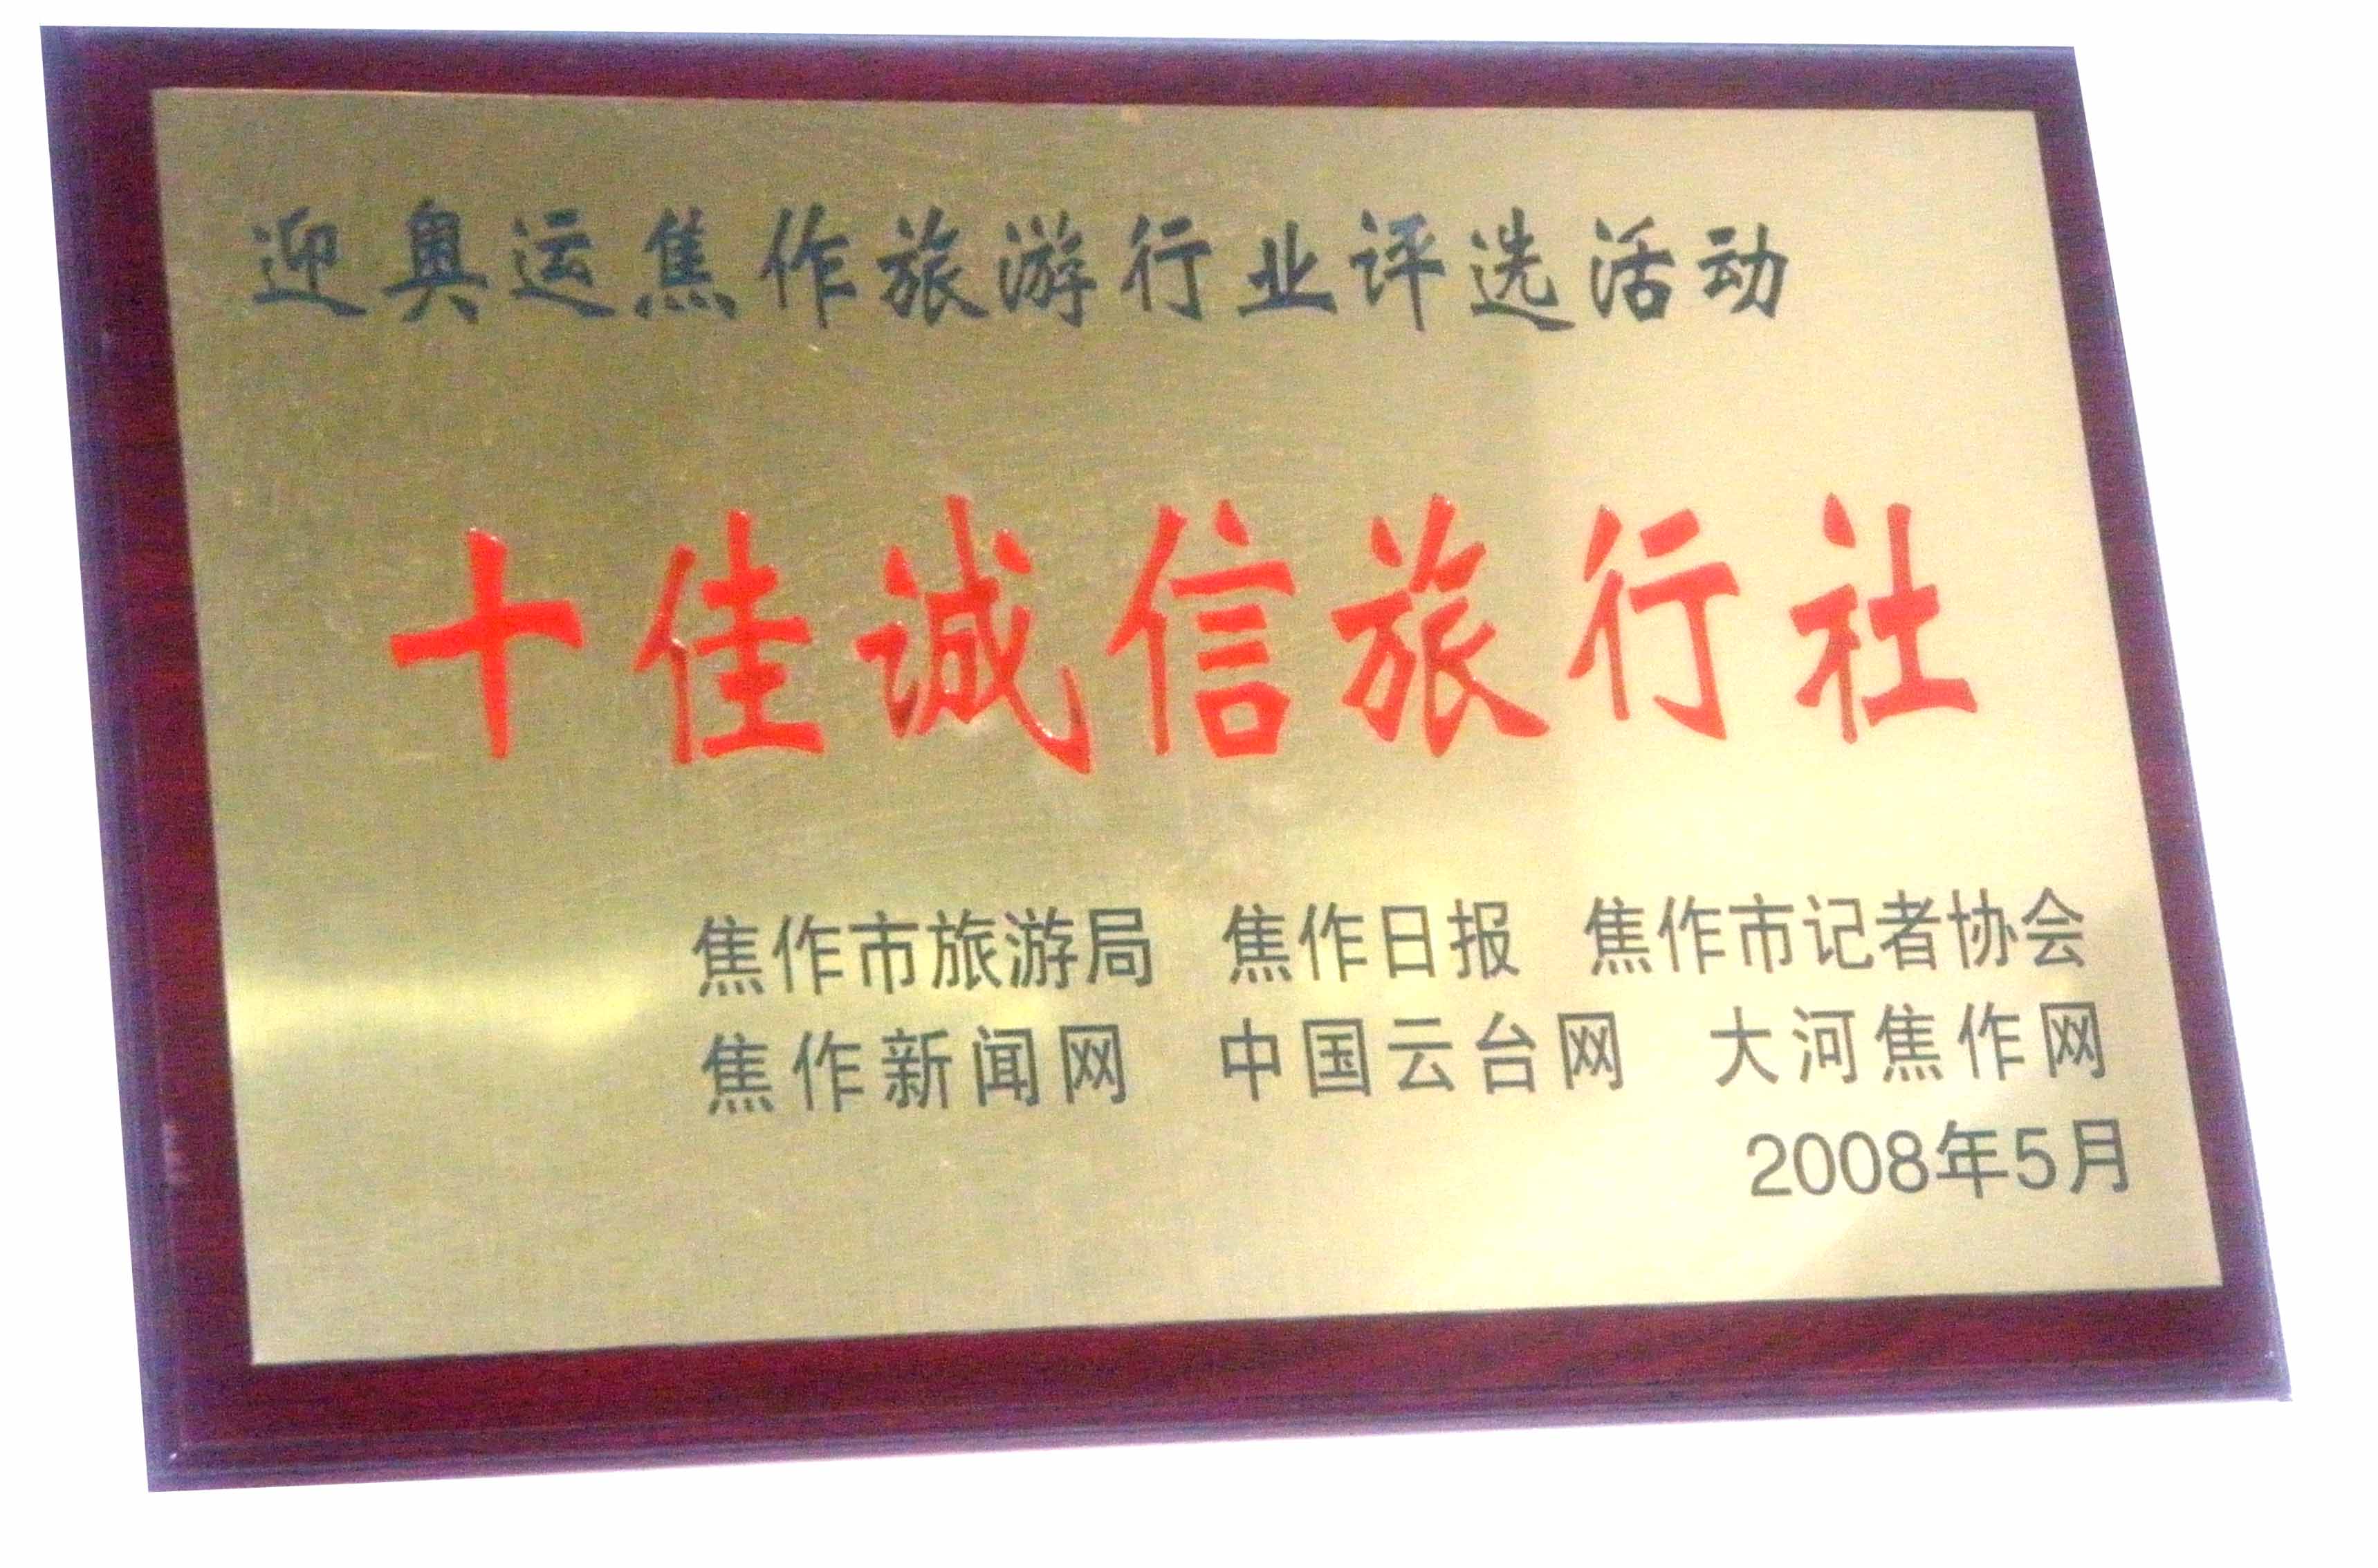 迎奥运焦作旅游行业评选活动
十佳诚信旅行社
焦作市旅游局 焦作日报 焦作市记者协会
焦作新闻网 中国云台网 大河焦作网
2008年5月